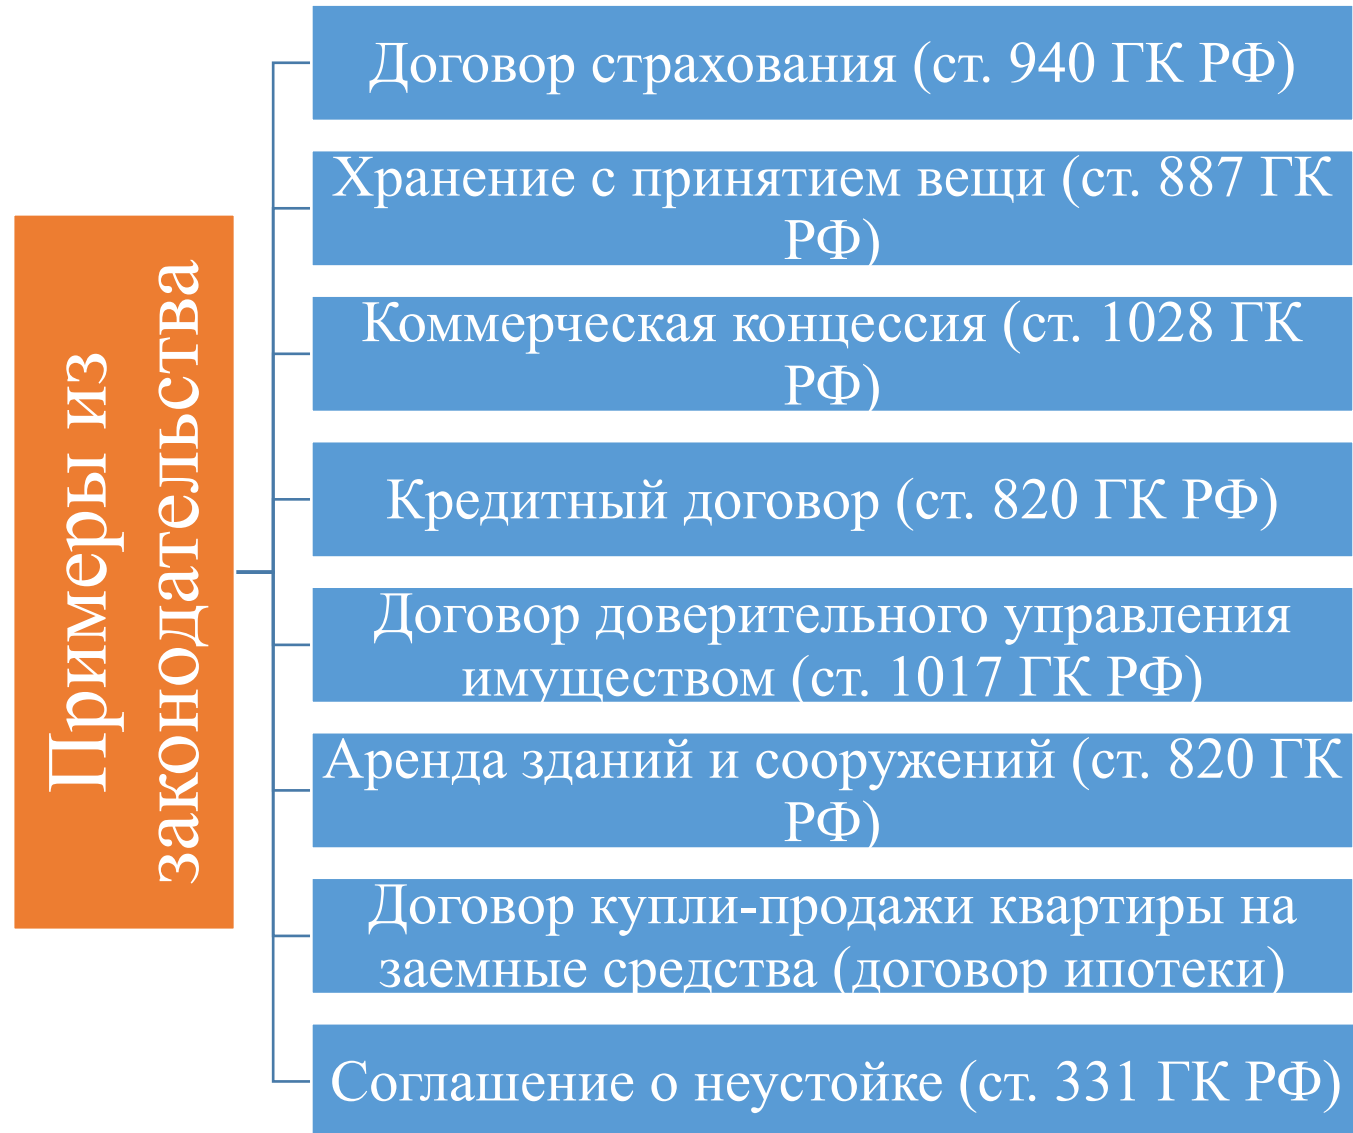 Примеры из
законодательства
Договор страхования (ст. 940 ГК РФ)
Хранение с принятием вещи (ст. 887 ГК
РФ)
Коммерческая концессия (ст. 1028 ГК
РФ)
Кредитный договор (ст. 820 ГК РФ)
Договор доверительного управления
имуществом (ст. 1017 ГК РФ)
Аренда зданий и сооружений (ст. 820 ГК
РФ)
Договор купли-продажи квартиры на
заемные средства (договор ипотеки)
Соглашение о неустойке (ст. 331 ГК РФ)